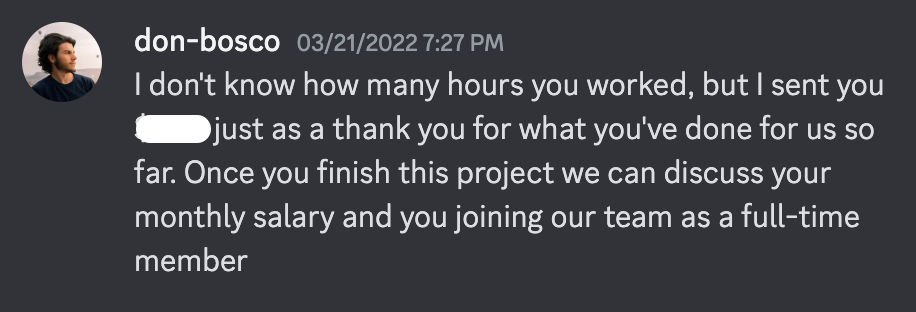 don-bosco 03/21/2022 7:27 PM
I don't know how many hours you worked, but I sent you
just as a thank you for what you've done for us so
far. Once you finish this project we can discuss your
monthly salary and you joining our team as a full-time
member